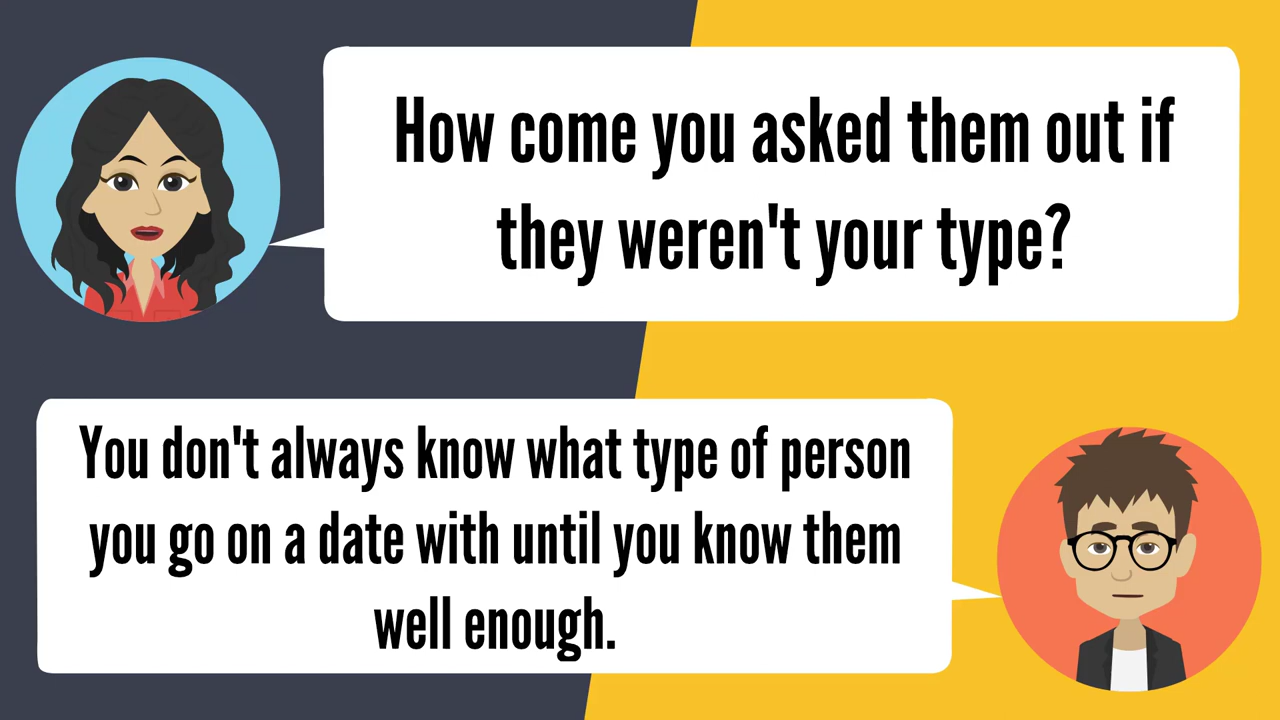 How come you asked them out if
they weren't your type?
You don't always know what type of person
you go on a date with until you know them
well enough.